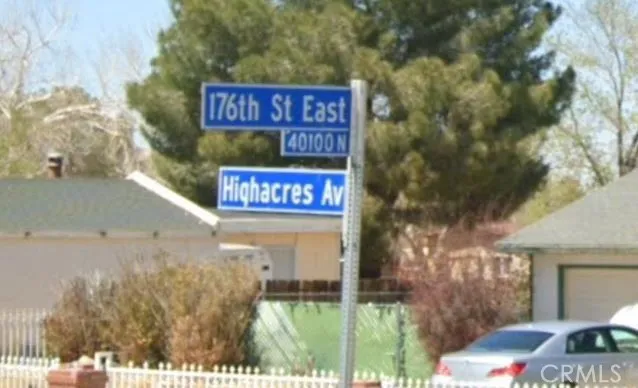 176th St East
40100 N
Highacres Av
CRMLS